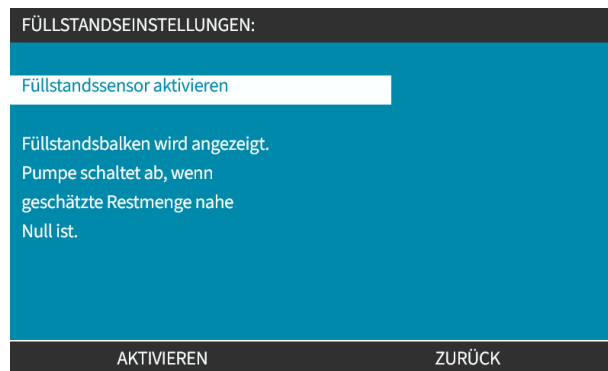 FÜLLSTANDSEINSTELLUNGEN:
Füllstandssensor aktivieren
Füllstandsbalken wird angezeigt.
Pumpe schaltet ab, wenn
geschätzte Restmenge nahe
Null ist.
AKTIVIEREN ZURÜCK